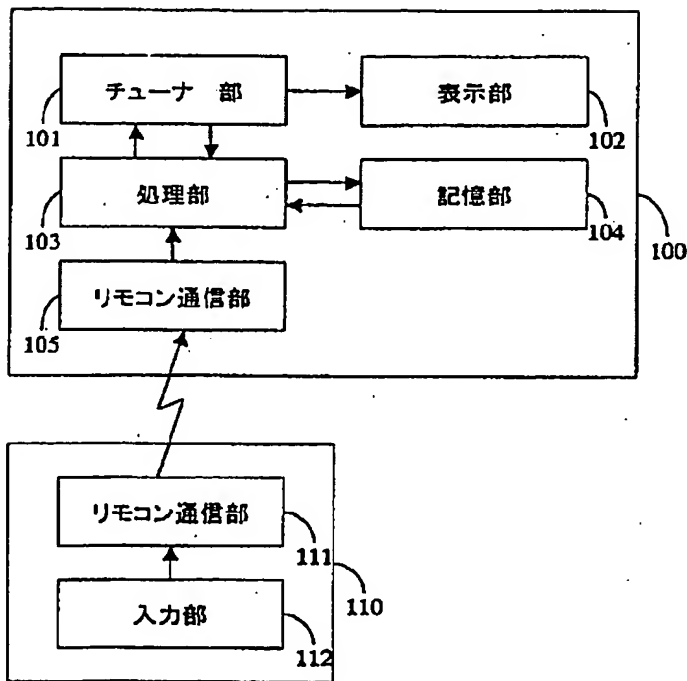 チューナ 部
表示部
101
102
処理部
記憶部
103
104
100
リモコン通信部
105
リモコン通信部
111
110
入力部
112